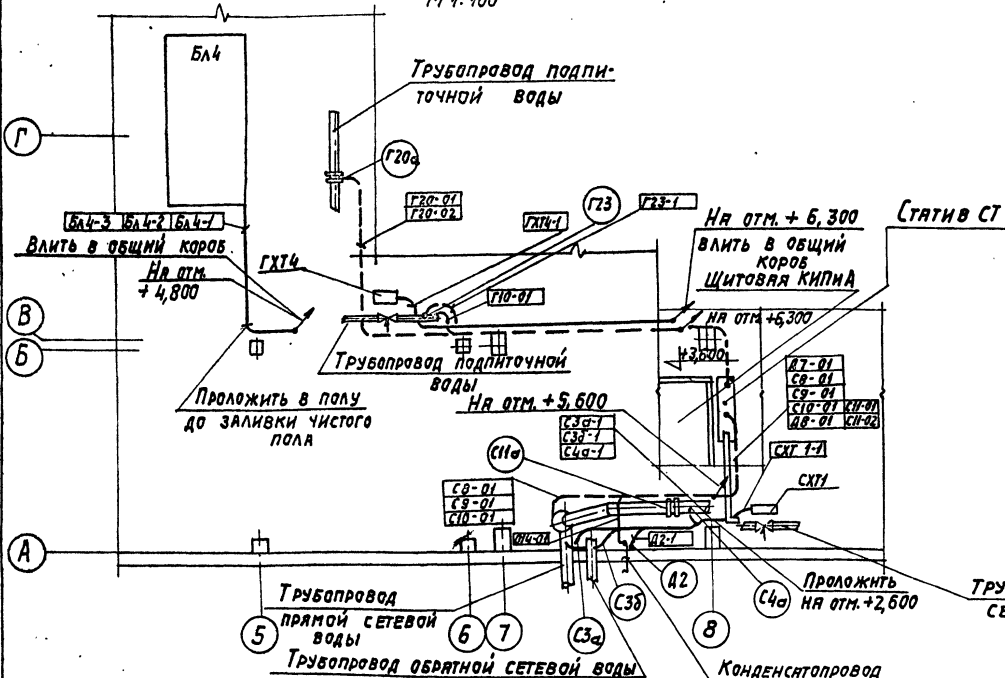 М 1:100
Бл4
Трубопровод подпи-
точной воды
Г
Г20а
Г20-01
Г20-02
Г23
Г23-1
ГХТ4-1
На отм. + 6,300
влить в общий
короб
Щитовая КИПиА
Статив СТ
Бл4-3 Бл4-2 Бл4-1
Влить в общий короб
На отм.
+4,800
ГХТ4
Г10-01
На отм +6,300
В
Б
+3,600
Трубопровод подпиточной
воды
Проложить в полу
до заливки чистого
пола
На отм. +5,600
Д7-01
С8-01
С9-01
С10-01 С11-01
Д8-01 С11-02
С3а-1
С3б-1
С4а-1
С11а
СХТ 1-1
СХТ1
С8-01
С9-01
С10-01
Д2-1
А
Трубопровод
прямой сетевой
воды
5
6
7
С3а
С3б
Д2
8
С4а
Проложить
на отм.+2,600
Тру
се
Трубопровод обратной сетевой воды
Конденсатопровод